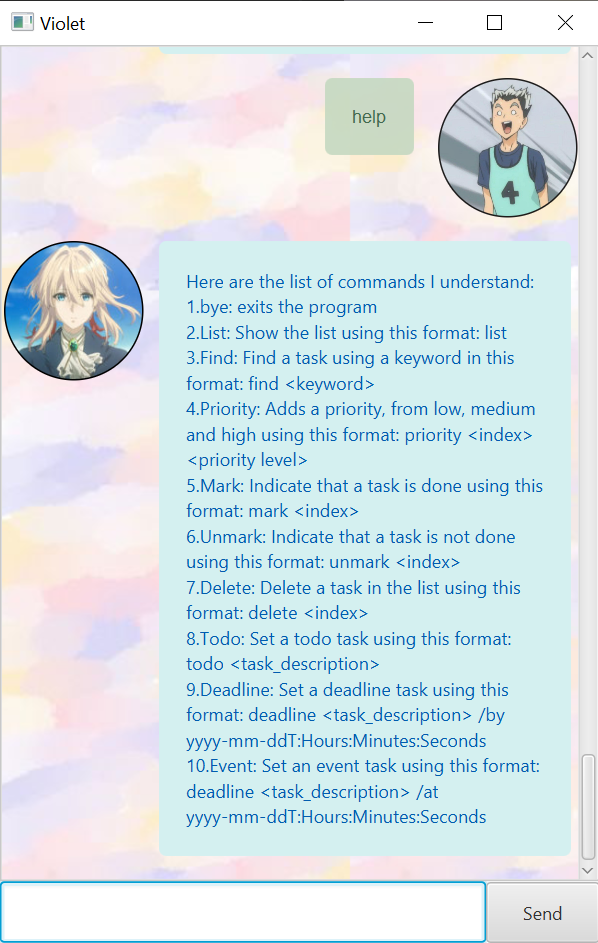 Violet
help
Here are the list of commands I understand:
1.bye: exits the program
2.List: Show the list using this format: list
3.Find: Find a task using a keyword in this
format: find <keyword>
4.Priority: Adds a priority, from low, medium
and high using this format: priority <index>
<priority level>
5.Mark: Indicate that a task is done using this
format: mark <index>
6.Unmark: Indicate that a task is not done
using this format: unmark <index>
7.Delete: Delete a task in the list using this
format: delete <index>
8.Todo: Set a todo task using this format:
todo <task_description>
9.Deadline: Set a deadline task using this
format: deadline <task_description> /by
yyyy-mm-ddT:Hours:Minutes:Seconds
10.Event: Set an event task using this format:
deadline <task_description> /at
yyyy-mm-ddT:Hours:Minutes:Seconds
Send
4